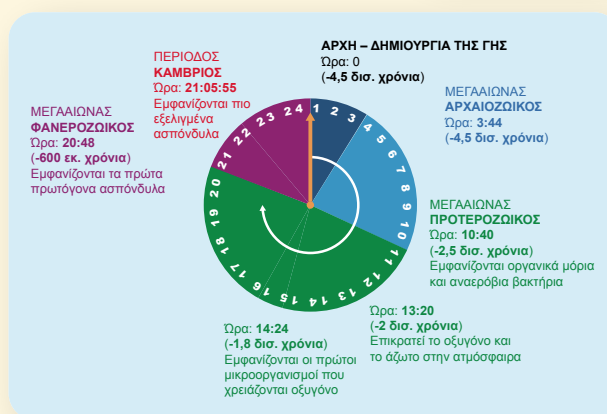 ΑΡΧΗ – ΔΗΜΙΟΥΡΓΙΑ ΤΗΣ ΓΗΣ
Ώρα: 0
(-4,5 δισ. χρόνια)
ΠΕΡΙΟΔΟΣ
ΚΑΜΒΡΙΟΣ
Ώρα: 21:05:55
Εμφανίζονται πιο
εξελιγμένα
ασπόνδυλα
ΜΕΓΑΑΙΩΝΑΣ
ΑΡΧΑΙΟΖΩΙΚΟΣ
Ώρα: 3:44
(-4,5 δισ. χρόνια)
ΜΕΓΑΑΙΩΝΑΣ
ΦΑΝΕΡΟΖΩΙΚΟΣ
Ώρα: 20:48
(-600 εκ. χρόνια)
Εμφανίζονται τα πρώτα
πρωτόγονα ασπόνδυλα
1 2 3 4 5 6 7 8 9 10 11 12 13 14 15 16 17 18 19 20 21 22 23 24
ΜΕΓΑΑΙΩΝΑΣ
ΠΡΟΤΕΡΟΖΩΙΚΟΣ
Ώρα: 10:40
(-2,5 δισ. χρόνια)
Εμφανίζονται οργανικά μόρια
και αναερόβια βακτήρια
Ώρα: 13:20
(-2 δισ. χρόνια)
Επικρατεί το οξυγόνο και
το άζωτο στην ατμόσφαιρα
Ώρα: 14:24
(-1,8 δισ. χρόνια)
Εμφανίζονται οι πρώτοι
μικροοργανισμοί που
χρειάζονται οξυγόνο